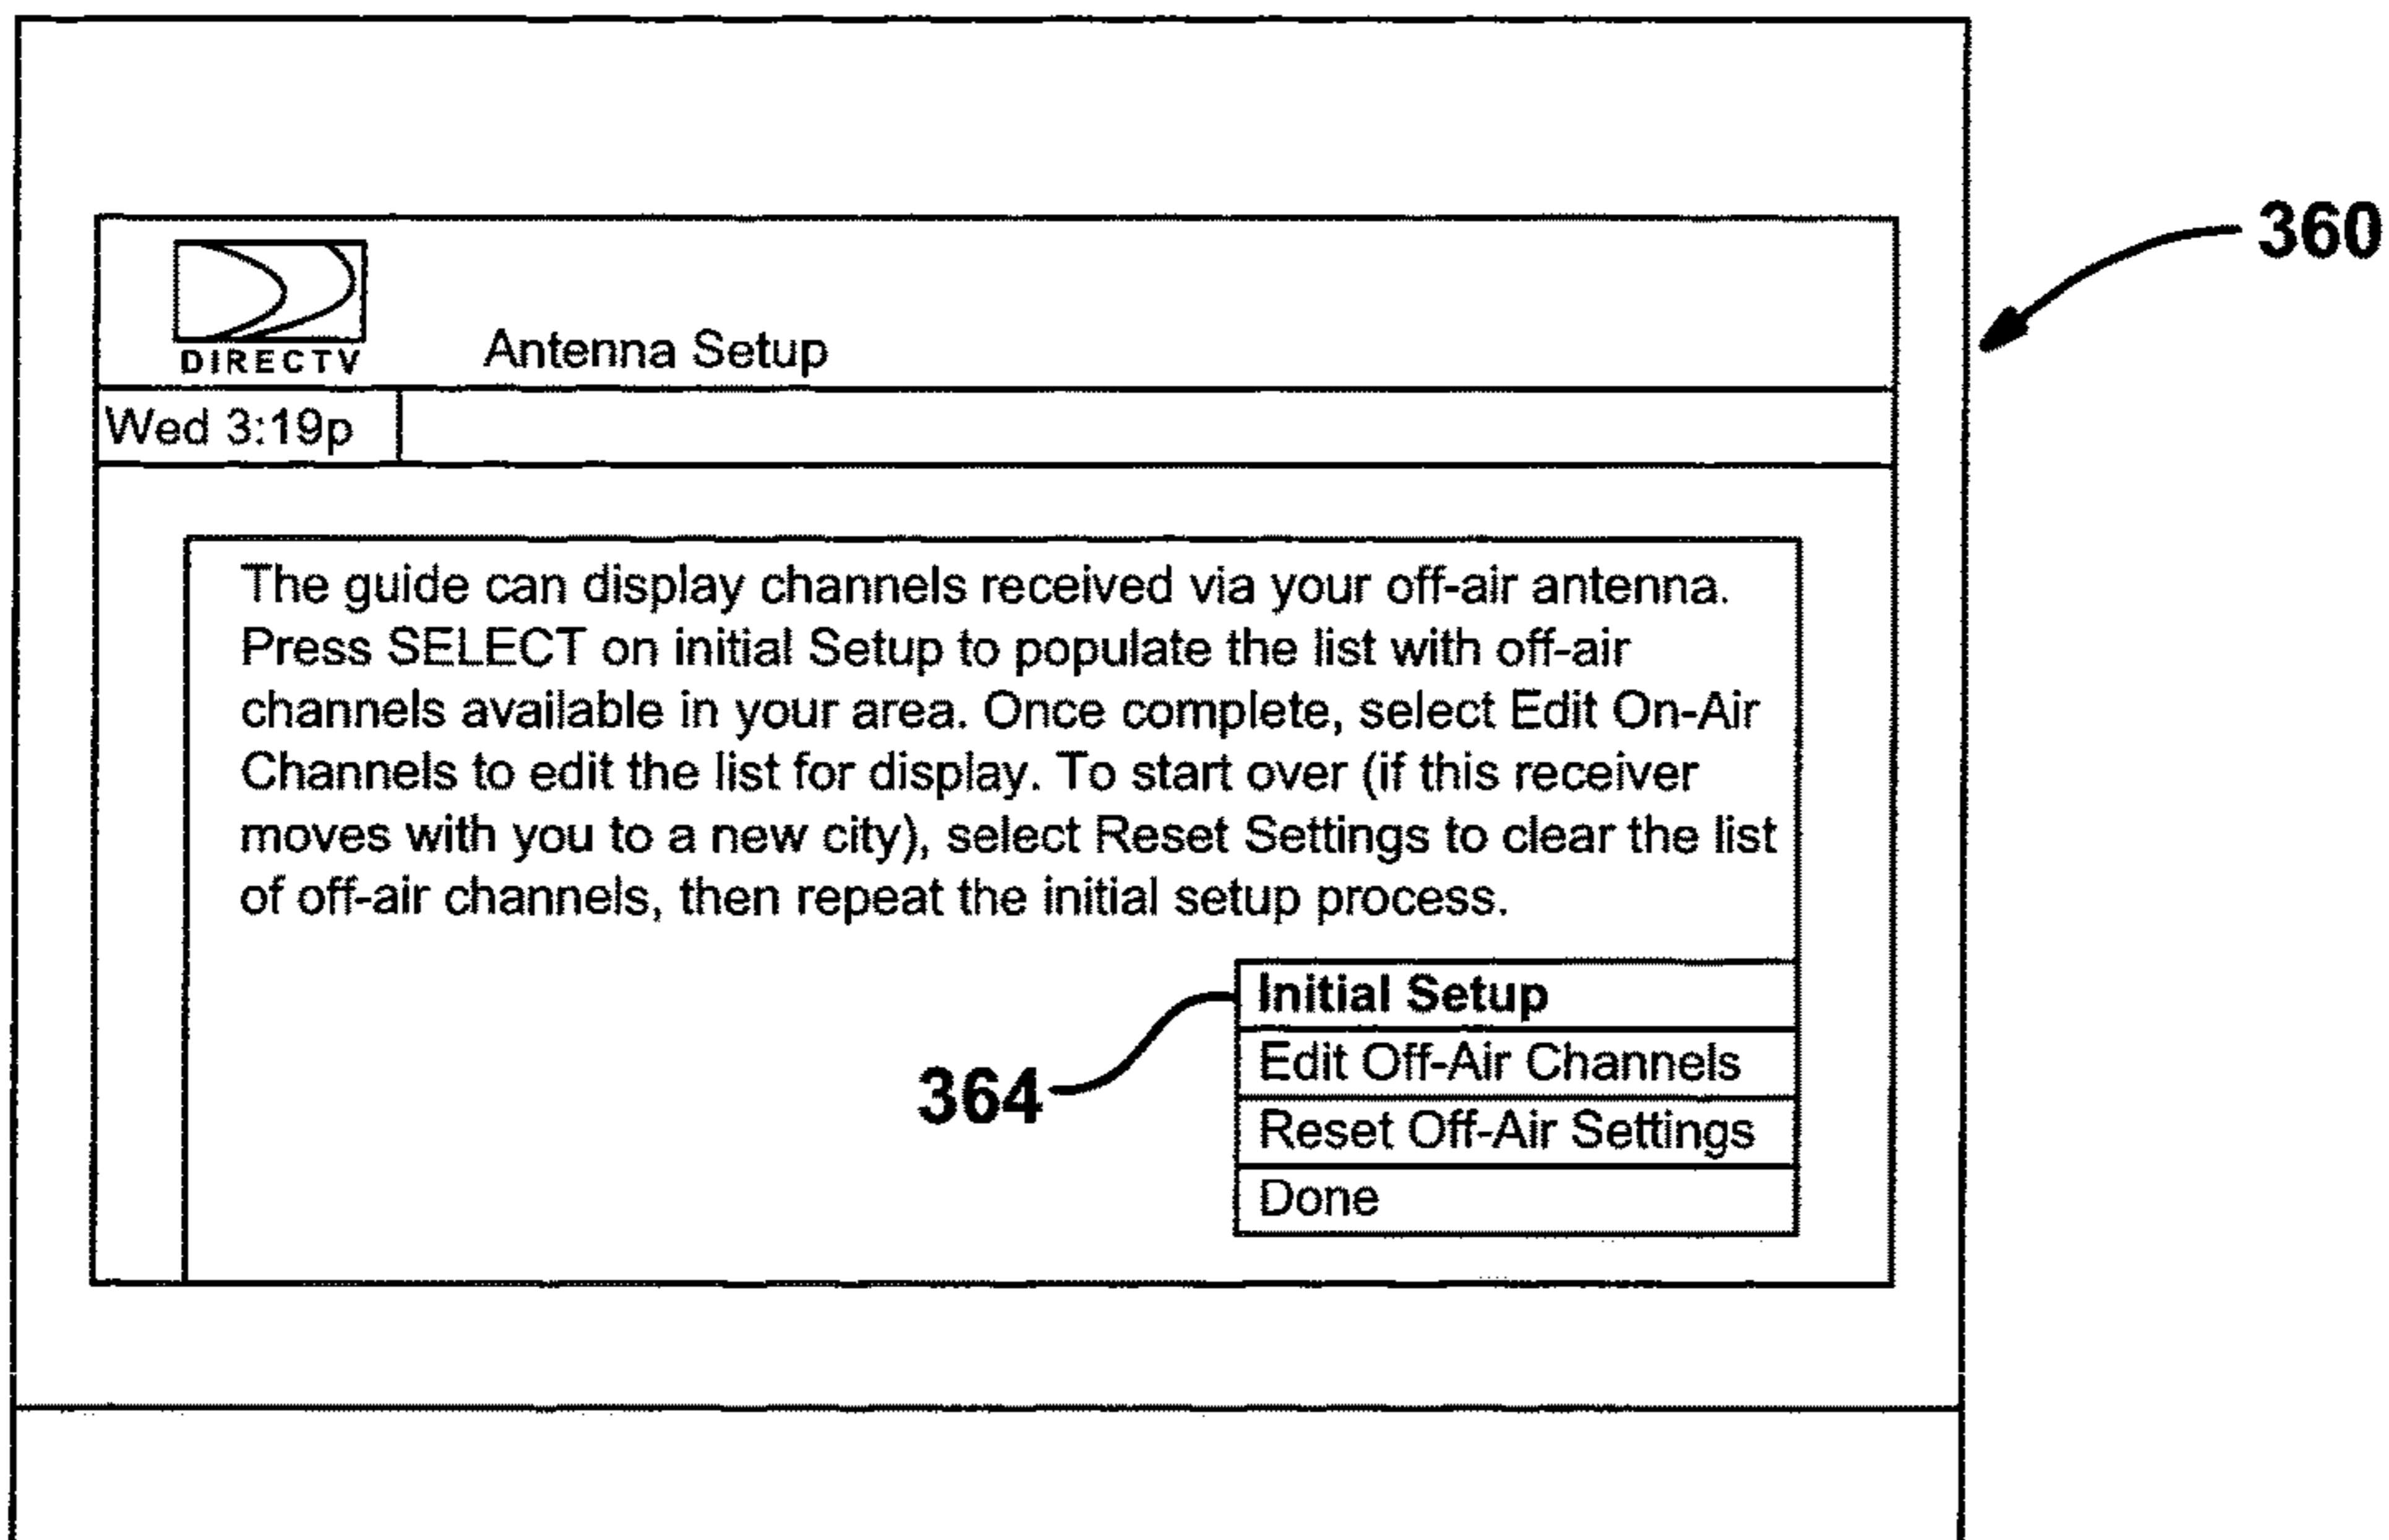 360
DIRECTV
Antenna Setup
Wed 3:19p
The guide can display channels received via your off-air antenna.
Press SELECT on initial Setup to populate the list with off-air
channels available in your area. Once complete, select Edit On-Air
Channels to edit the list for display. To start over (if this receiver
moves with you to a new city), select Reset Settings to clear the list
of off-air channels, then repeat the initial setup process.
Initial Setup
Edit Off-Air Channels
364
Reset Off-Air Settings
Done